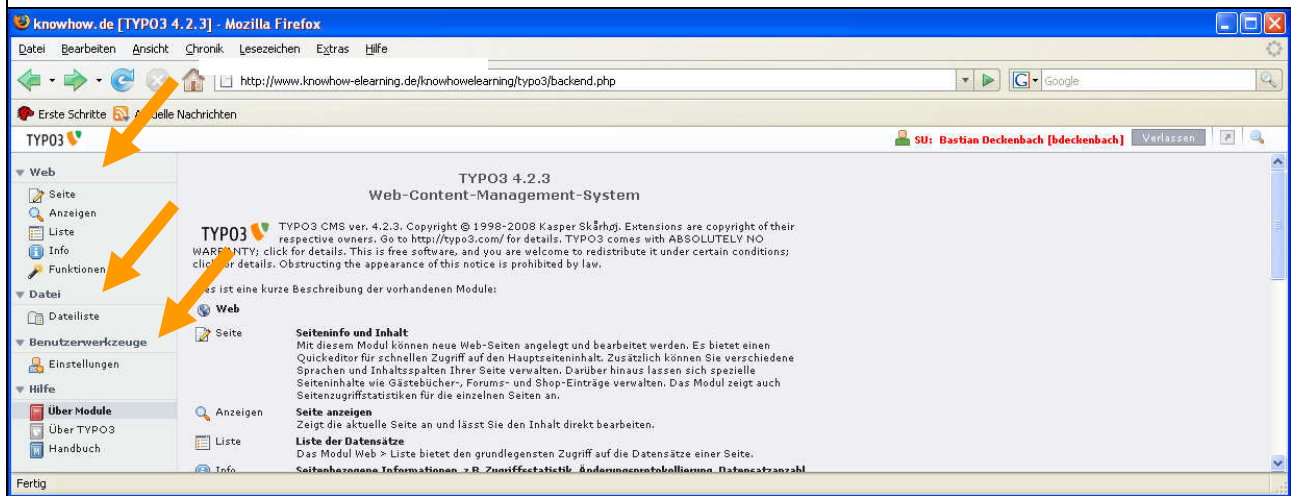 knowhow.de [TYPO3 4.2.3] - Mozilla Firefox
Datei Bearbeiten Ansicht Chronik Lesezeichen Extras Hilfe
http://www.knowhow-elearning.de/knowhowelearning/typo3/backend.php
Google
Erste Schritte Nachrichten
TYPO3
SU: Bastian Deckenbach [bdeckenbach] Verlassen
Web
Seite
Anzeigen
Liste
Info
Funktionen
Datei
Dateiliste
Benutzerwerkzeuge
Einstellungen
Hilfe
Über Module
Über TYPO3
Handbuch
TYPO3 4.2.3
Web-Content-Management-System
TYPO3
TYPO3 CMS ver. 4.2.3. Copyright © 1998-2008 Kasper Skårhøj. Extensions are copyright of their
respective owners. Go to http://typo3.com/ for details. TYPO3 comes with ABSOLUTELY NO
WARRANTY; click for details. This is free software, and you are welcome to redistribute it under certain conditions;
click for details. Obstructing the appearance of this notice is prohibited by law.
ist eine kurze Beschreibung der vorhandenen Module:
Web
Seite
Seiteninfo und Inhalt
Mit diesem Modul können neue Web-Seiten angelegt und bearbeitet werden. Es bietet einen
Quickeditor für schnellen Zugriff auf den Hauptseiteninhalt. Zusätzlich können Sie verschiedene
Sprachen und Inhaltsspalten Ihrer Seite verwalten. Darüber hinaus lassen sich spezielle
Seiteninhalte wie Gästebücher-, Forums- und Shop-Einträge verwalten. Das Modul zeigt auch
Seitenzugriffstatistiken für die einzelnen Seiten an.
Anzeigen
Seite anzeigen
Zeigt die aktuelle Seite an und lässt Sie den Inhalt direkt bearbeiten.
Liste
Liste der Datensätze
Das Modul Web > Liste bietet den grundlegensten Zugriff auf die Datensätze einer Seite.
Info
Seitenbezogene Informationen, z.B. Zugriffsstatistik, Änderungsprotokollierung, Datensatzanzahl
Fertig